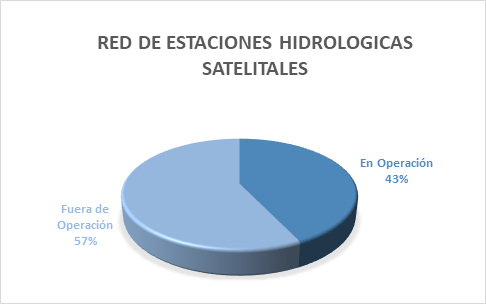 RED DE ESTACIONES HIDROLOGICAS
SATELITALES
En Operación
43%
Fuera de
Operación
57%